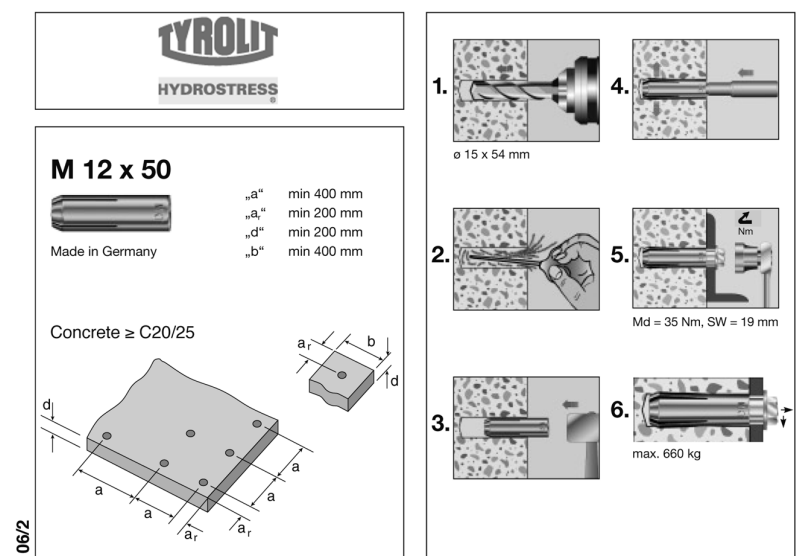 TYROLIT
HYDROSTRESS
®
M 12 x 50
„a“ min 400 mm
„ar“ min 200 mm
„d“ min 200 mm
„b“ min 400 mm
Made in Germany
Concrete ≥ C20/25
ar
b
d
d
a
a
a
a
ar
ar
06/2
1.
ø 15 x 54 mm
2.
3.
4.
5.
Nm
Md = 35 Nm, SW = 19 mm
6.
max. 660 kg